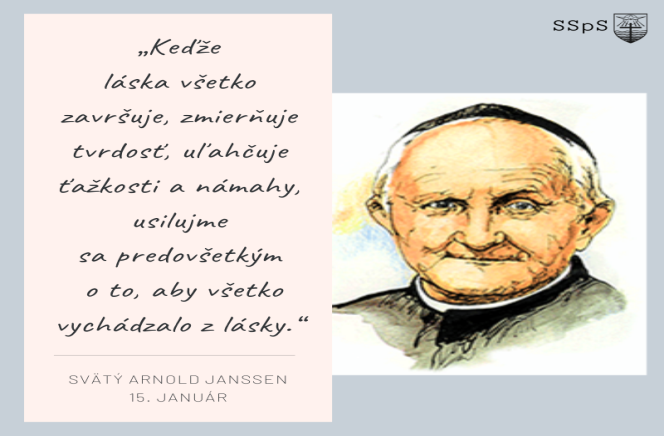 „Keďže
láska všetko
završuje, zmierňuje
tvrdosť, uľahčuje
ťažkosti a námahy,
usilujme
sa predovšetkým
o to, aby všetko
vychádzalo z lásky.“
SVÄTÝ ARNOLD JANSSEN
15. JANUÁR
SSpS